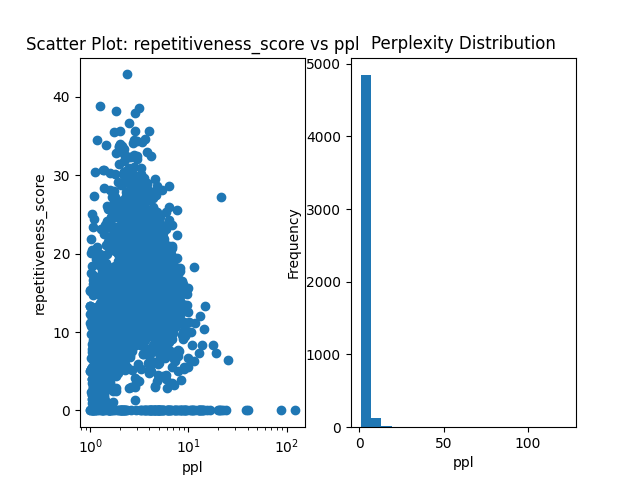 Scatter Plot: repetitiveness_score vs ppl
Perplexity Distribution
repetitiveness_score
40
30
20
10
0
10⁰
10¹
10²
ppl
Frequency
5000
4000
3000
2000
1000
0
0
50
100
ppl